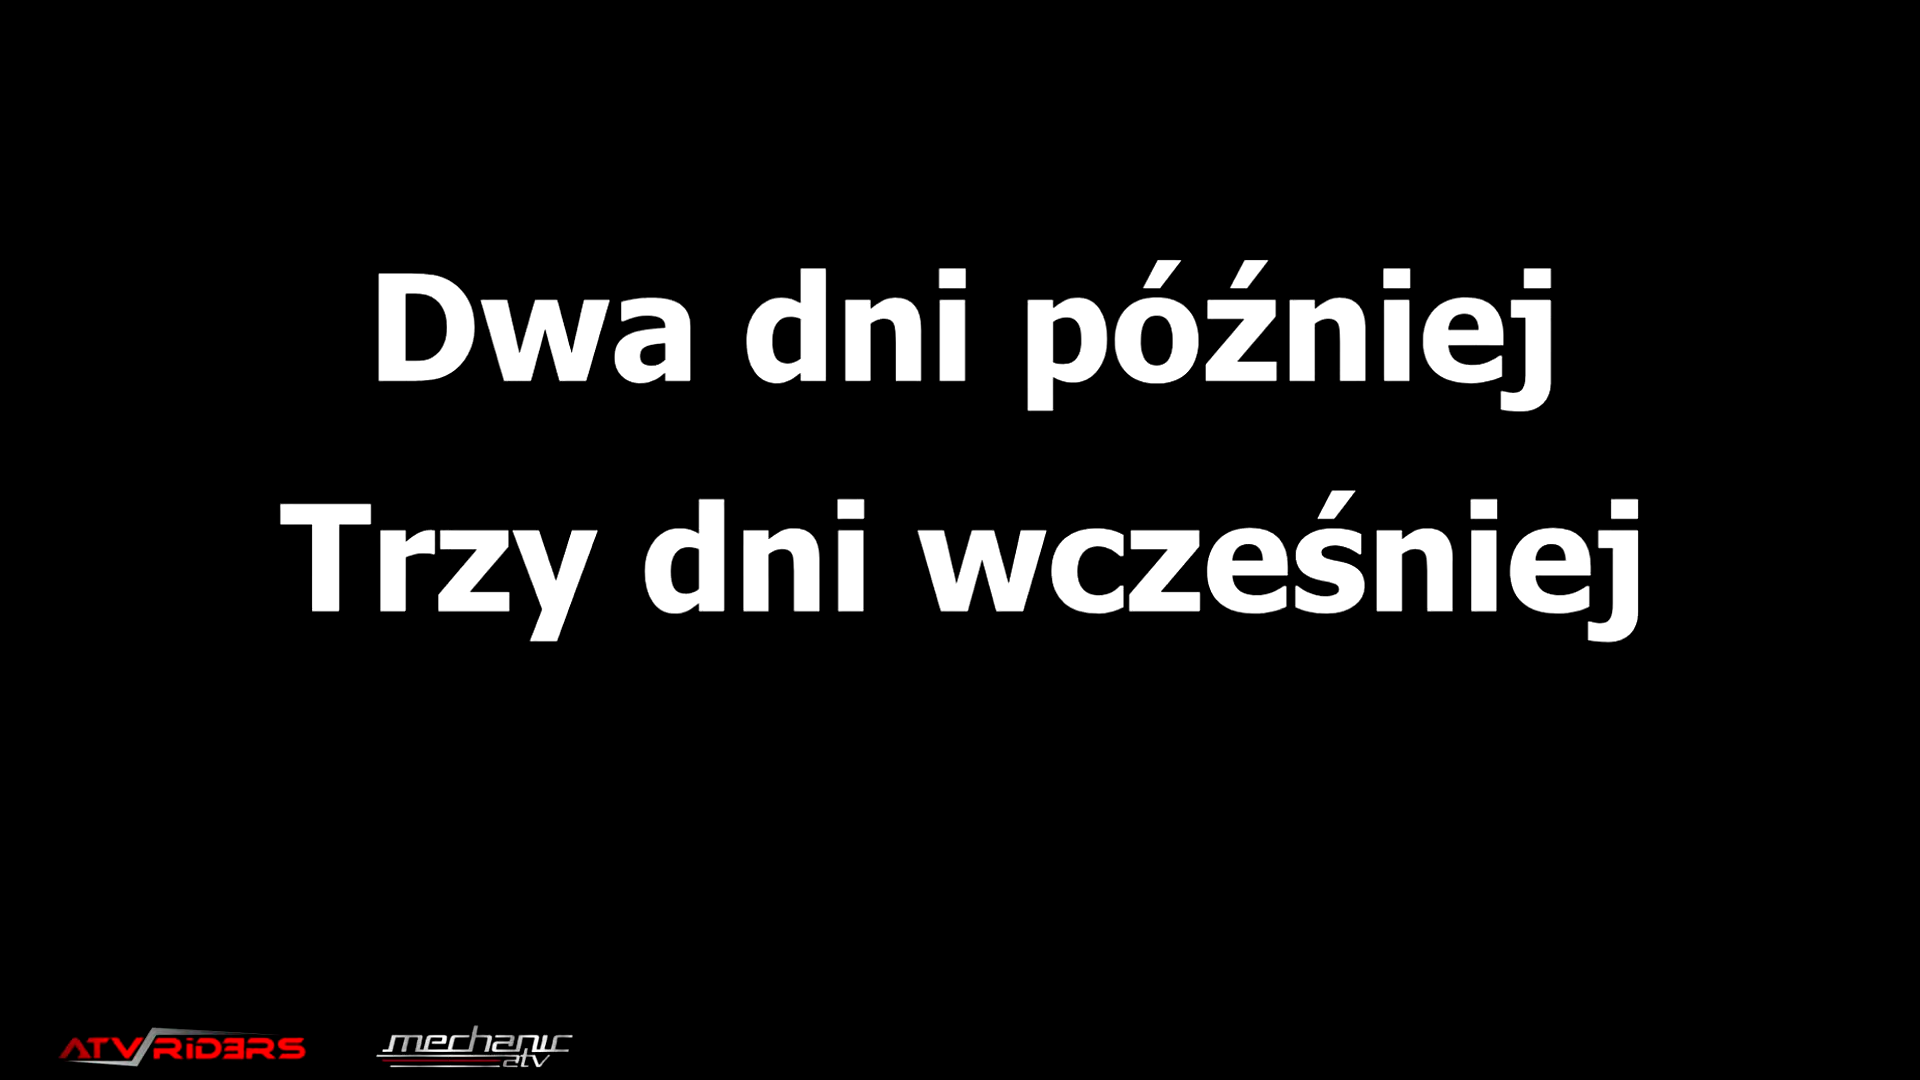 Dwa dni później
Trzy dni wcześniej
ATV RiDERS
mechanic
atv